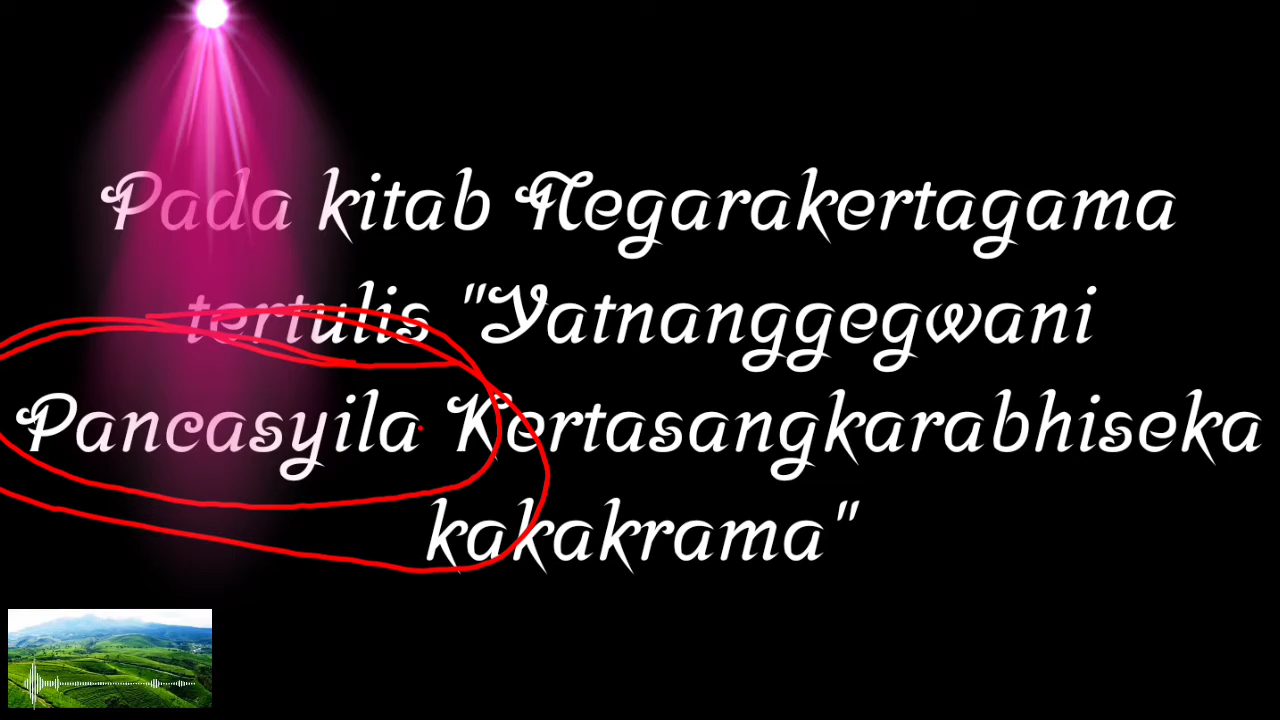 Pada kitab Negarakertagama
tertulis "Yatnanggegwani
Pancasyila Kertasangkarabhiseka
kakakrama"